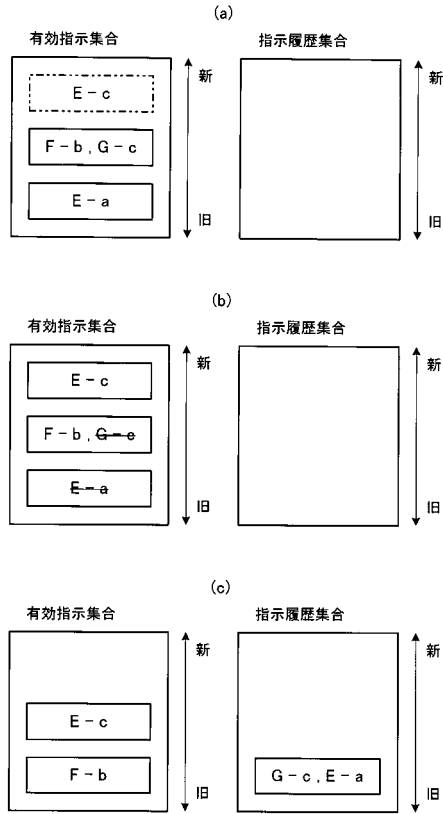 (a)
有効指示集合 指示履歴集合
新 新
E-c
F-b, G-c
E-a
旧 旧
(b)
有効指示集合 指示履歴集合
新 新
E-c
F-b, G-c
E-a
旧 旧
(c)
有効指示集合 指示履歴集合
新 新
E-c
F-b G-c, E-a
旧 旧